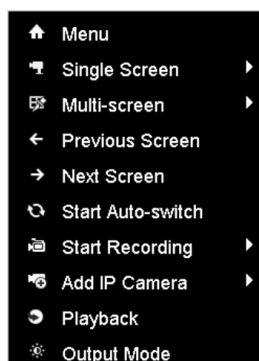 Menu
Single Screen
Multi-screen
Previous Screen
Next Screen
Start Auto-switch
Start Recording
Add IP Camera
Playback
Output Mode